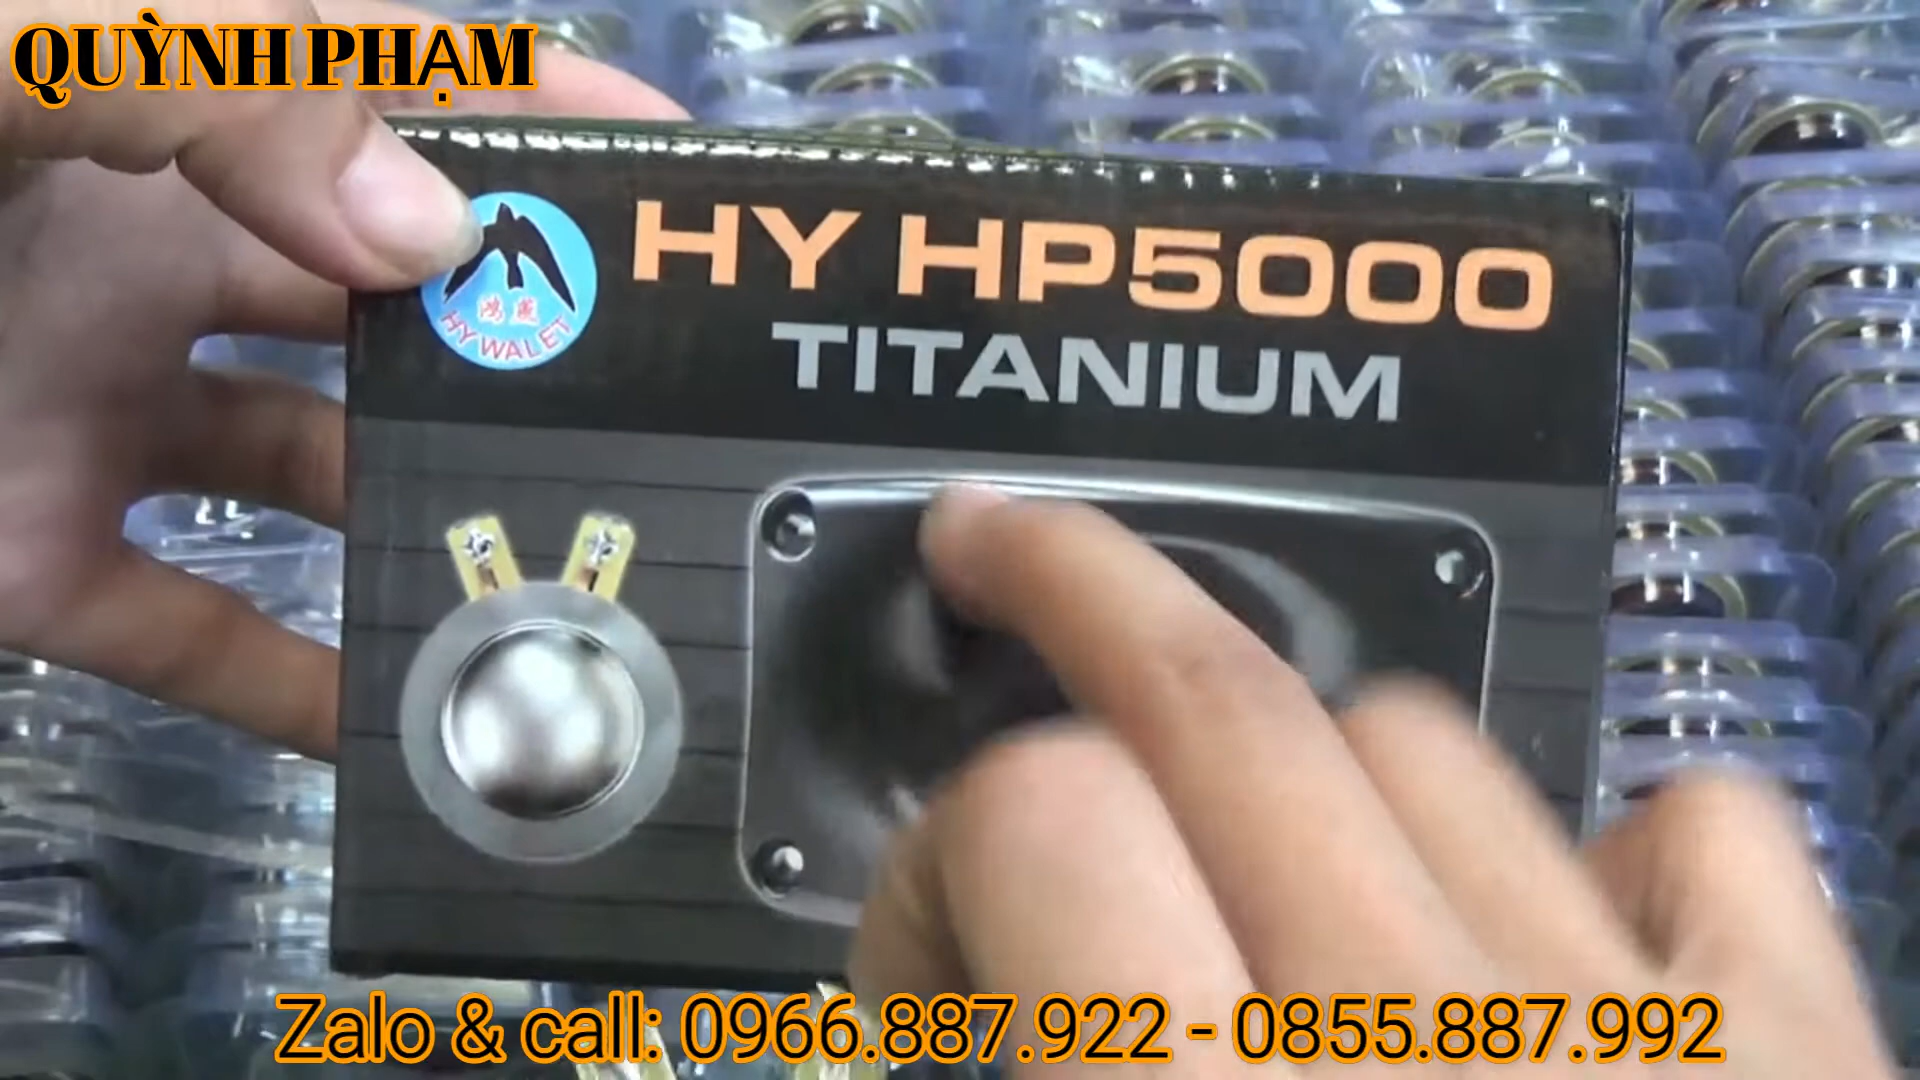 QUỲNH PHẠM
HY HP5000
TITANIUM
HY WALET
Zalo & call: 0966.887.922 - 0855.887.992